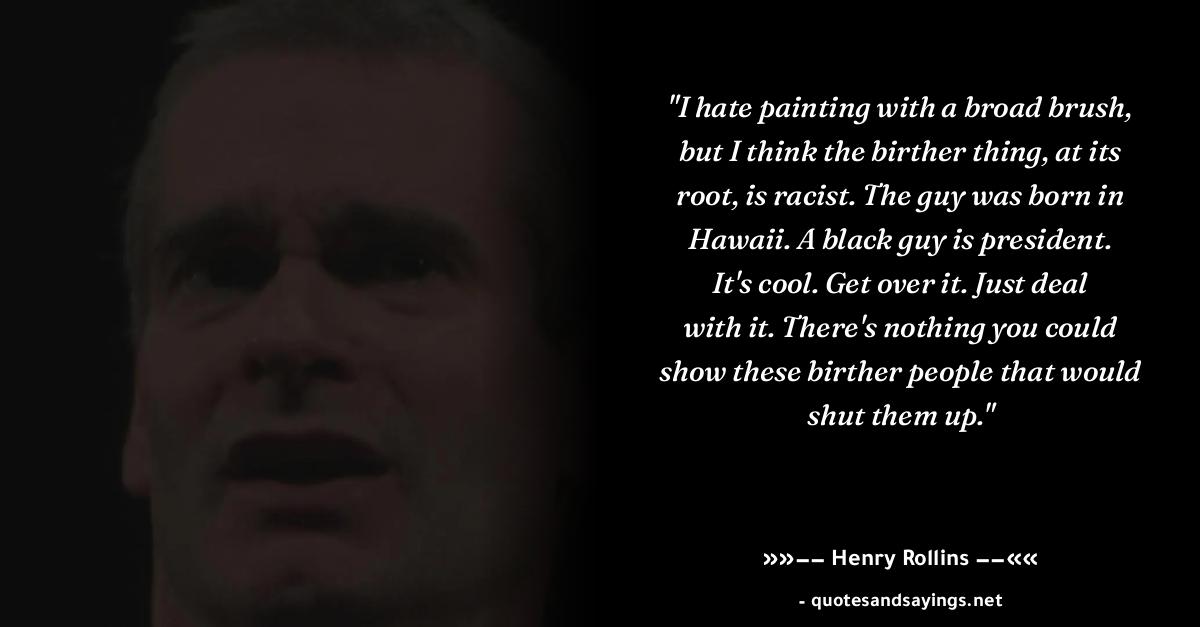 "I hate painting with a broad brush,
but I think the birther thing, at its
root, is racist. The guy was born in
Hawaii. A black guy is president.
It's cool. Get over it. Just deal
with it. There's nothing you could
show these birther people that would
shut them up."
»»–– Henry Rollins ––««
- quotesandsayings.net